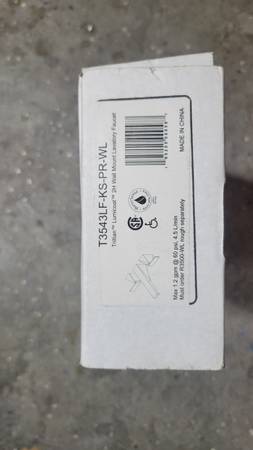 T3543LF-KS-PR-WL
Trillian™ Lumicoat™ 2H Wall Mount Lavatory Faucet
Max 1.2 gpm @ 60 psi, 4.5 L/min
Must order R3500-WL rough separately
MADE IN CHINA